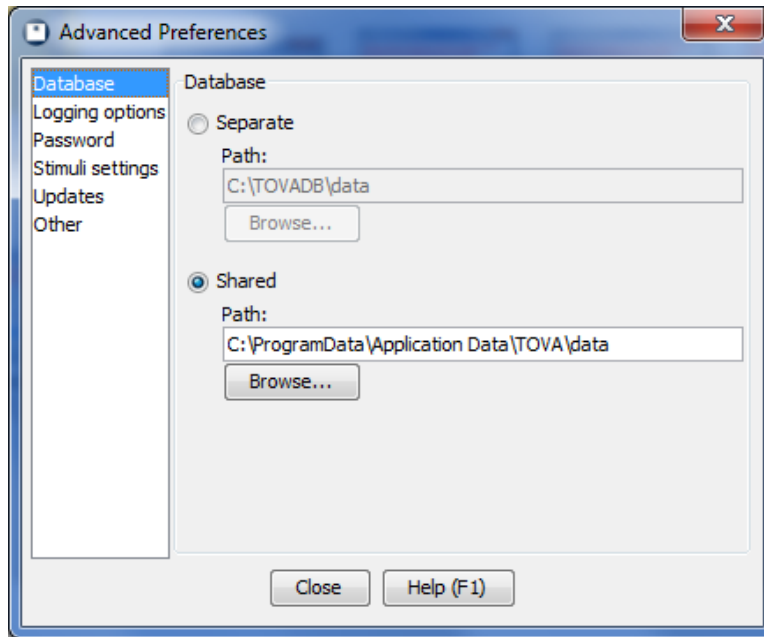 Advanced Preferences
Database
Logging options
Password
Stimuli settings
Updates
Other
Database
Separate
Path:
C:\TOVADB\data
Browse...
Shared
Path:
C:\ProgramData\Application Data\TOVA\data
Browse...
Close
Help (F1)